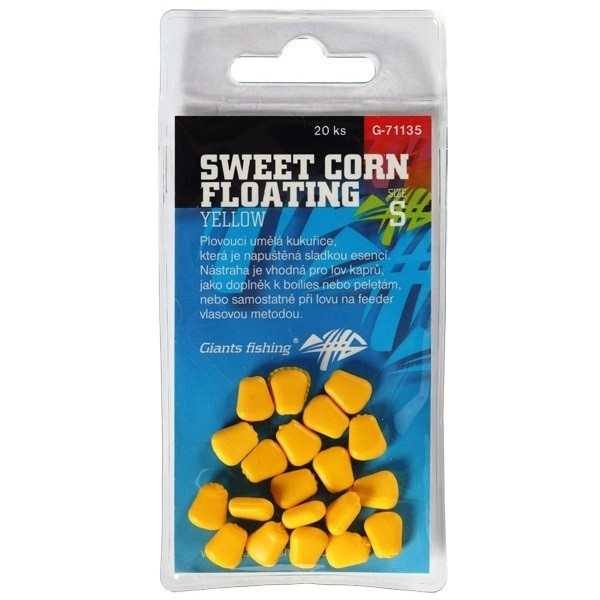 20 ks G-71135
SWEET CORN
FLOATING
YELLOW
SIZE
S
Plovoucí umělá kukuřice,
která je napuštěná sladkou esencí.
Nástraha je vhodná pro lov kaprů,
jako doplněk k boilies nebo peletám,
nebo samostatně při lovu na feeder
vlasovou metodou.
Giants fishing®